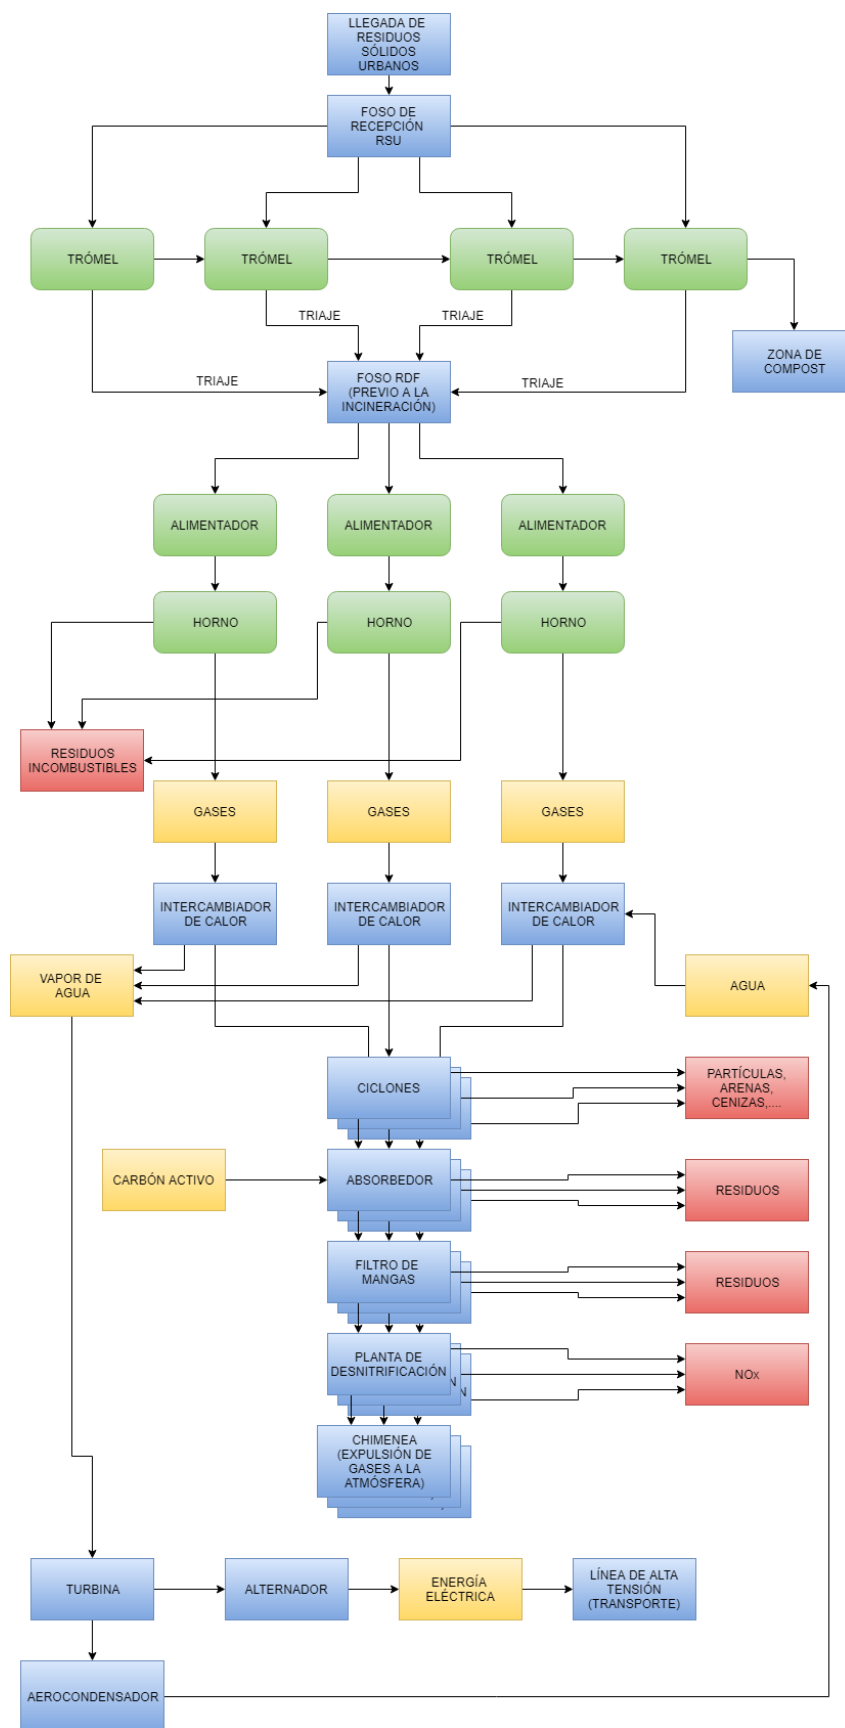 LLEGADA DE
RESIDUOS
SÓLIDOS
URBANOS
FOSO DE
RECEPCIÓN
RSU
TRÓMEL
TRÓMEL
TRÓMEL
TRÓMEL
TRIAJE
TRIAJE
ZONA DE
COMPOST
TRIAJE
FOSO RDF
(PREVIO A LA
INCINERACIÓN)
TRIAJE
ALIMENTADOR
ALIMENTADOR
ALIMENTADOR
HORNO
HORNO
HORNO
RESIDUOS
INCOMBUSTIBLES
GASES
GASES
GASES
INTERCAMBIADOR
DE CALOR
INTERCAMBIADOR
DE CALOR
INTERCAMBIADOR
DE CALOR
VAPOR DE
AGUA
AGUA
CICLONES
PARTÍCULAS,
ARENAS,
CENIZAS,....
CARBÓN ACTIVO
ABSORBEDOR
RESIDUOS
FILTRO DE
MANGAS
RESIDUOS
PLANTA DE
DESNITRIFICACIÓN
NOx
CHIMENEA
(EXPULSIÓN DE
GASES A LA
ATMÓSFERA)
TURBINA
ALTERNADOR
ENERGÍA
ELÉCTRICA
LÍNEA DE ALTA
TENSIÓN
(TRANSPORTE)
AEROCONDENSADOR